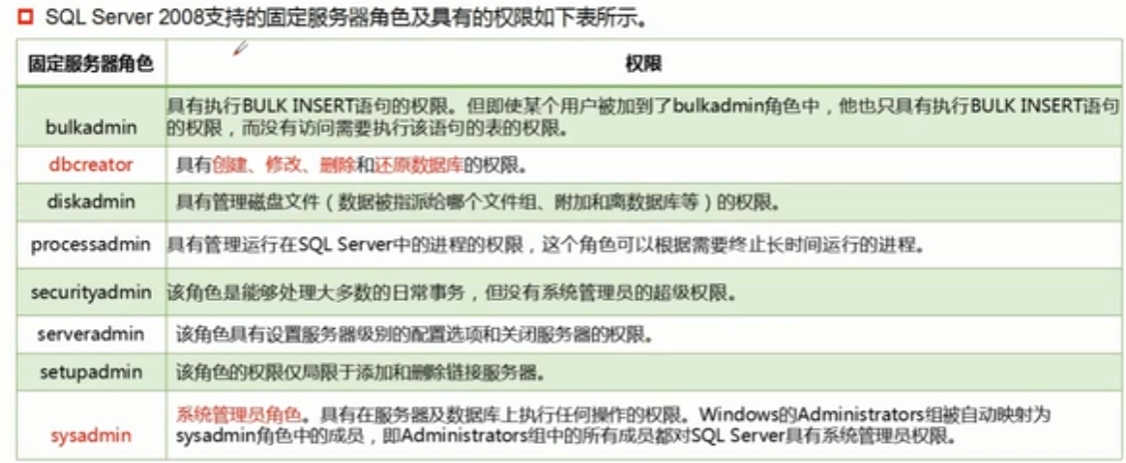 SQL Server 2008支持的固定服务器角色及具有的权限如下表所示。
固定服务器角色 权限
具有执行BULK INSERT语句的权限。但即使某个用户被加到了bulkadmin角色中，他也只具有执行BULK INSERT语句
bulkadmin 的权限，而没有访问需要执行该语句的表的权限。
dbcreator 具有创建、修改、删除和还原数据库的权限。
diskadmin 具有管理磁盘文件（数据被指派给哪个文件组、附加和离数据库等）的权限。
processadmin 具有管理运行在SQL Server中的进程的权限，这个角色可以根据需要终止长时间运行的进程。
securityadmin 该角色是能够处理大多数的日常事务，但没有系统管理员的超级权限。
serveradmin 该角色具有设置服务器级别的配置选项和关闭服务器的权限。
setupadmin 该角色的权限仅局限于添加和删除链接服务器。
系统管理员角色。具有在服务器及数据库上执行任何操作的权限。Windows的Administrators组被自动映射为
sysadmin sysadmin角色中的成员，即Administrators组中的所有成员都对SQL Server具有系统管理员权限。